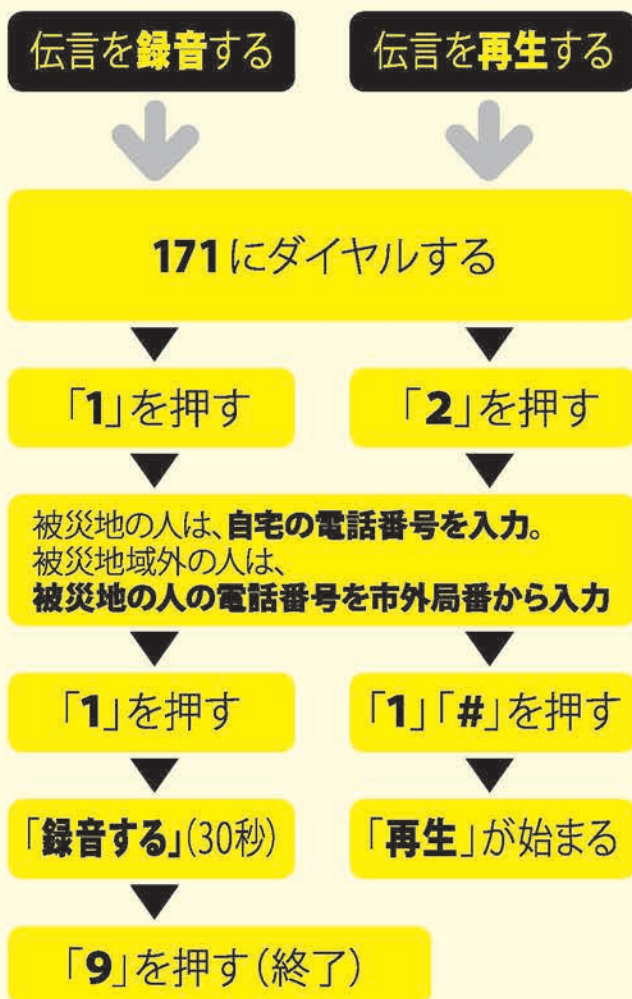 伝言を録音する
伝言を再生する
171にダイヤルする
「1」を押す
「2」を押す
被災地の人は、自宅の電話番号を入力。
被災地域外の人は、
被災地の人の電話番号を市外局番から入力
「1」を押す
「1」「#」を押す
「録音する」(30秒)
「再生」が始まる
「9」を押す(終了)